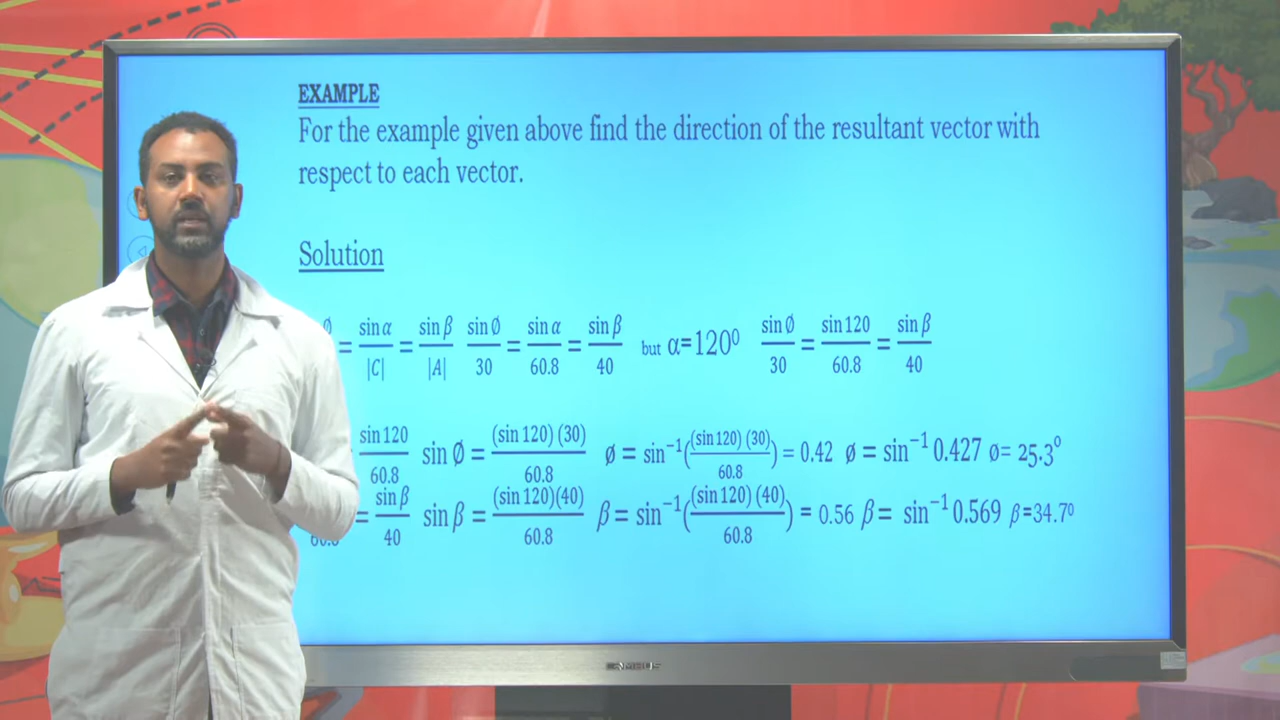 EXAMPLE
For the example given above find the direction of the resultant vector with
respect to each vector.
Solution
= sin α / |C| = sin β / |A| sin Ø / 30 = sin α / 60.8 = sin β / 40 but α=120⁰ sin Ø / 30 = sin 120 / 60.8 = sin β / 40
sin 120 / 60.8 sin Ø = (sin 120) (30) / 60.8 ø = sin⁻¹((sin 120) (30) / 60.8) = 0.42 ø = sin⁻¹ 0.427 ø= 25.3⁰
60.8 = sin β / 40 sin β = (sin 120)(40) / 60.8 β = sin⁻¹((sin 120) (40) / 60.8) = 0.56 β = sin⁻¹ 0.569 β=34.7⁰